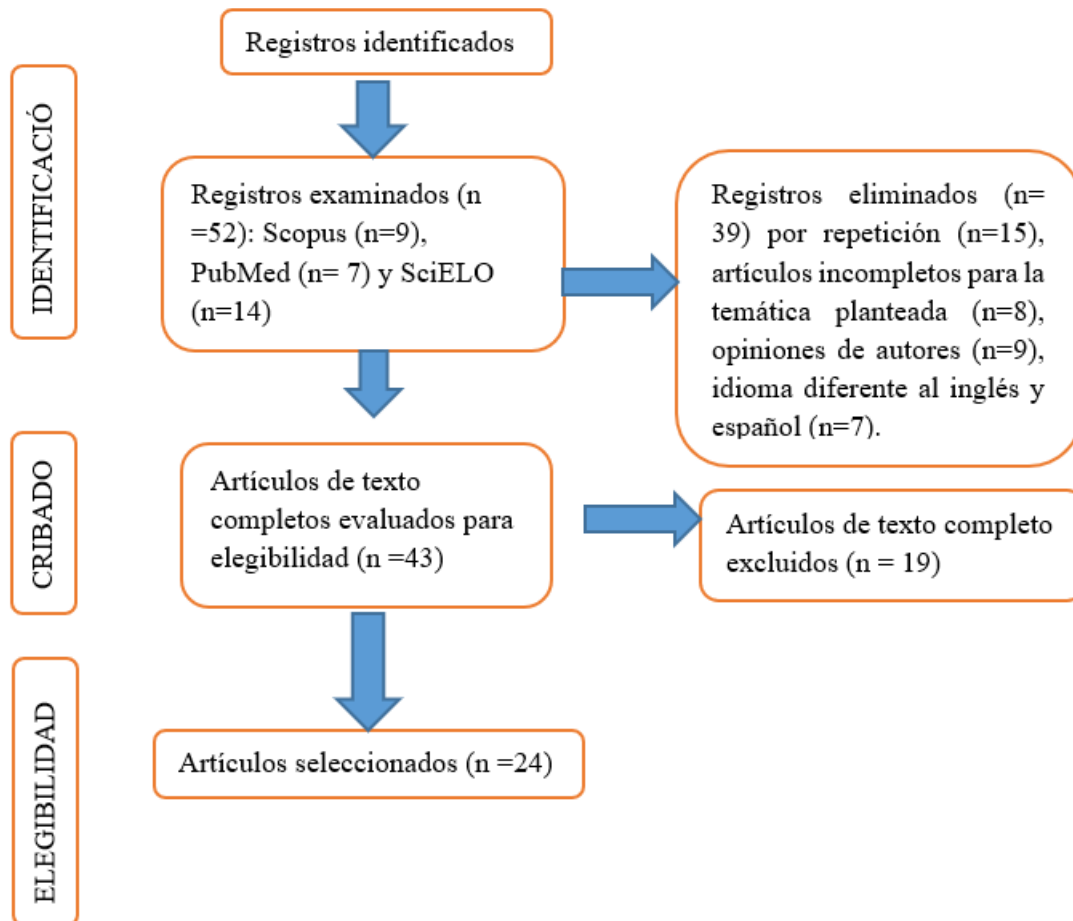 Registros identificados
IDENTIFICACIÓ
Registros examinados (n
=52): Scopus (n=9),
PubMed (n= 7) y SciELO
(n=14)
Registros eliminados (n=
39) por repetición (n=15),
artículos incompletos para la
temática planteada (n=8),
opiniones de autores (n=9),
idioma diferente al inglés y
español (n=7).
CRIBADO
Artículos de texto
completos evaluados para
elegibilidad (n =43)
Artículos de texto completo
excluidos (n = 19)
ELEGIBILIDAD
Artículos seleccionados (n =24)